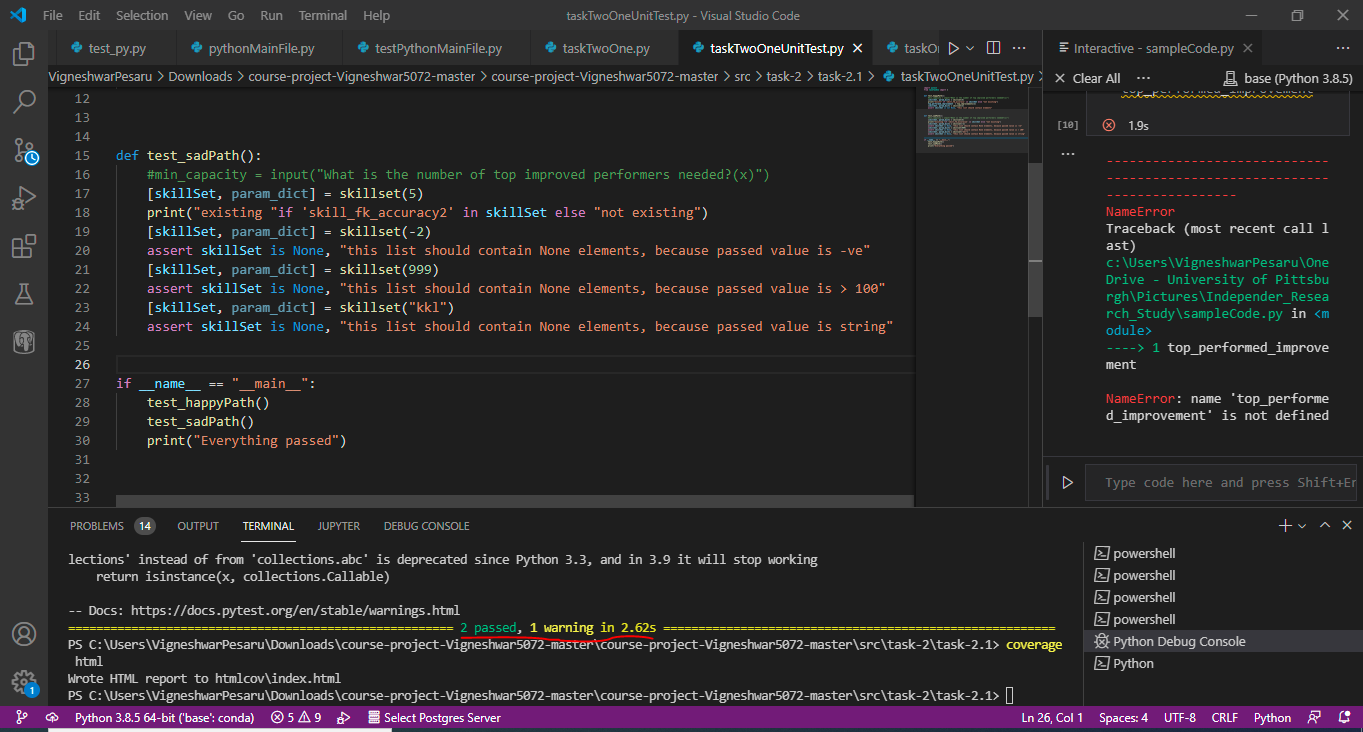 File Edit Selection View Go Run Terminal Help taskTwoOneUnitTest.py - Visual Studio Code
test_py.py pythonMainFile.py testPythonMainFile.py taskTwoOne.py taskTwoOneUnitTest.py taskO
VigneshwarPesaru > Downloads > course-project-Vigneshwar5072-master > course-project-Vigneshwar5072-master > src > task-2 > task-2.1 > taskTwoOneUnitTest.py >
12
13
14
15 def test_sadPath():
16 #min_capacity = input("What is the number of top improved performers needed?(x)")
17 [skillSet, param_dict] = skillset(5)
18 print("existing "if 'skill_fk_accuracy2' in skillSet else "not existing")
19 [skillSet, param_dict] = skillset(-2)
20 assert skillSet is None, "this list should contain None elements, because passed value is -ve"
21 [skillSet, param_dict] = skillset(999)
22 assert skillSet is None, "this list should contain None elements, because passed value is > 100"
23 [skillSet, param_dict] = skillset("kkl")
24 assert skillSet is None, "this list should contain None elements, because passed value is string"
25
26
27 if __name__ == "__main__":
28 test_happyPath()
29 test_sadPath()
30 print("Everything passed")
31
32
33
Interactive - sampleCode.py
Clear All ... base (Python 3.8.5)
top_performed_improvement
[10] 1.9s
...
-----------------------------
-----------------------------
-----------------
NameError
Traceback (most recent call l
ast)
c:\Users\VigneshwarPesaru\One
Drive - University of Pittsbu
rgh\Pictures\Independer_Resea
rch_Study\sampleCode.py in <m
odule>
----> 1 top_performed_improve
ment
NameError: name 'top_performe
d_improvement' is not defined
Type code here and press Shift+Er
PROBLEMS 14 OUTPUT TERMINAL JUPYTER DEBUG CONSOLE
lections' instead of from 'collections.abc' is deprecated since Python 3.3, and in 3.9 it will stop working
return isinstance(x, collections.Callable)
-- Docs: https://docs.pytest.org/en/stable/warnings.html
=================================================== 2 passed, 1 warning in 2.62s ===================================================
PS C:\Users\VigneshwarPesaru\Downloads\course-project-Vigneshwar5072-master\course-project-Vigneshwar5072-master\src\task-2\task-2.1> coverage
html
Wrote HTML report to htmlcov\index.html
PS C:\Users\VigneshwarPesaru\Downloads\course-project-Vigneshwar5072-master\course-project-Vigneshwar5072-master\src\task-2\task-2.1>
powershell
powershell
powershell
powershell
Python Debug Console
Python
1
Python 3.8.5 64-bit ('base': conda) 5 9 Select Postgres Server Ln 26, Col 1 Spaces: 4 UTF-8 CRLF Python